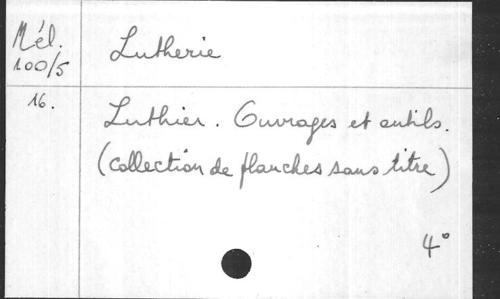 Mél.
100/5
Lutherie
16.
Luthier. Ouvrages et outils.
(collection de planches sans titre)
4°